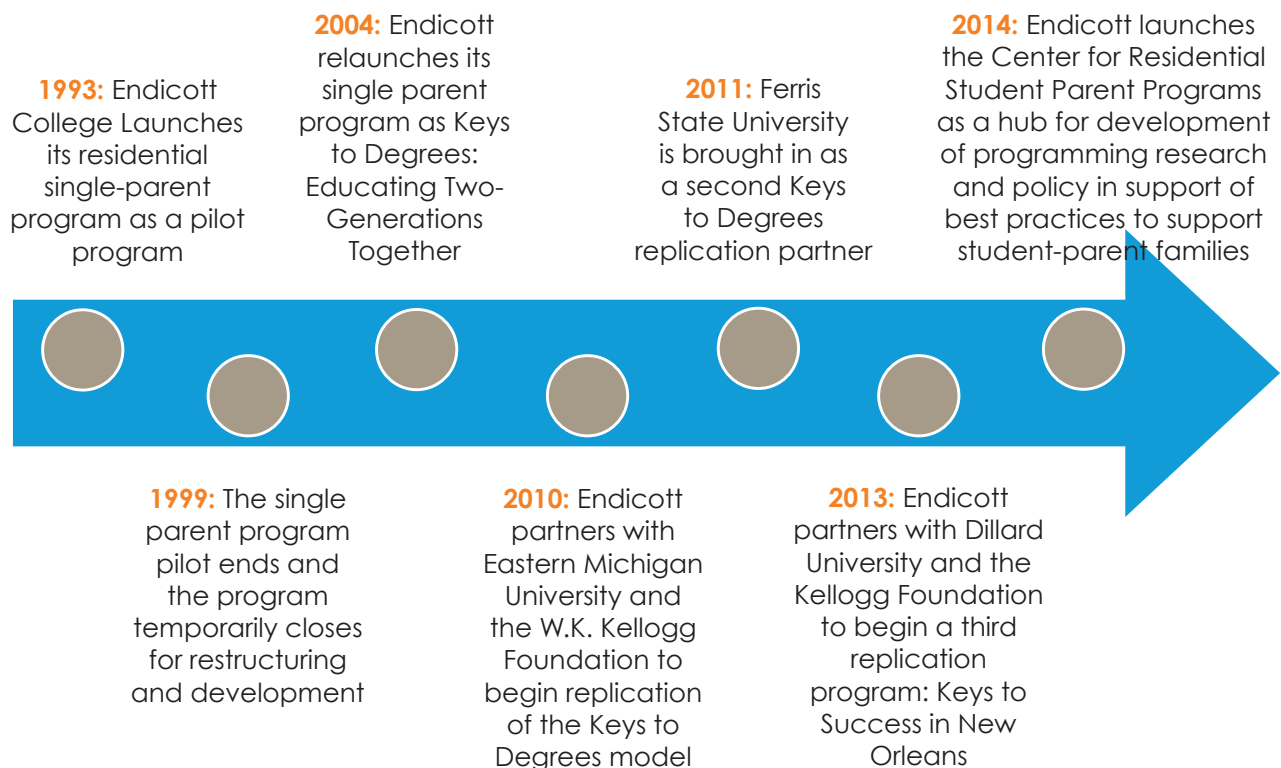 1993: Endicott
College Launches
its residential
single-parent
program as a pilot
program
1999: The single
parent program
pilot ends and
the program
temporarily closes
for restructuring
and development
2004: Endicott
relaunches its
single parent
program as Keys
to Degrees:
Educating Two-
Generations
Together
2010: Endicott
partners with
Eastern Michigan
University and
the W.K. Kellogg
Foundation to
begin replication
of the Keys to
Degrees model
2011: Ferris
State University
is brought in as
a second Keys
to Degrees
replication partner
2013: Endicott
partners with Dillard
University and the
Kellogg Foundation
to begin a third
replication
program: Keys to
Success in New
Orleans
2014: Endicott launches
the Center for Residential
Student Parent Programs
as a hub for development
of programming research
and policy in support of
best practices to support
student-parent families